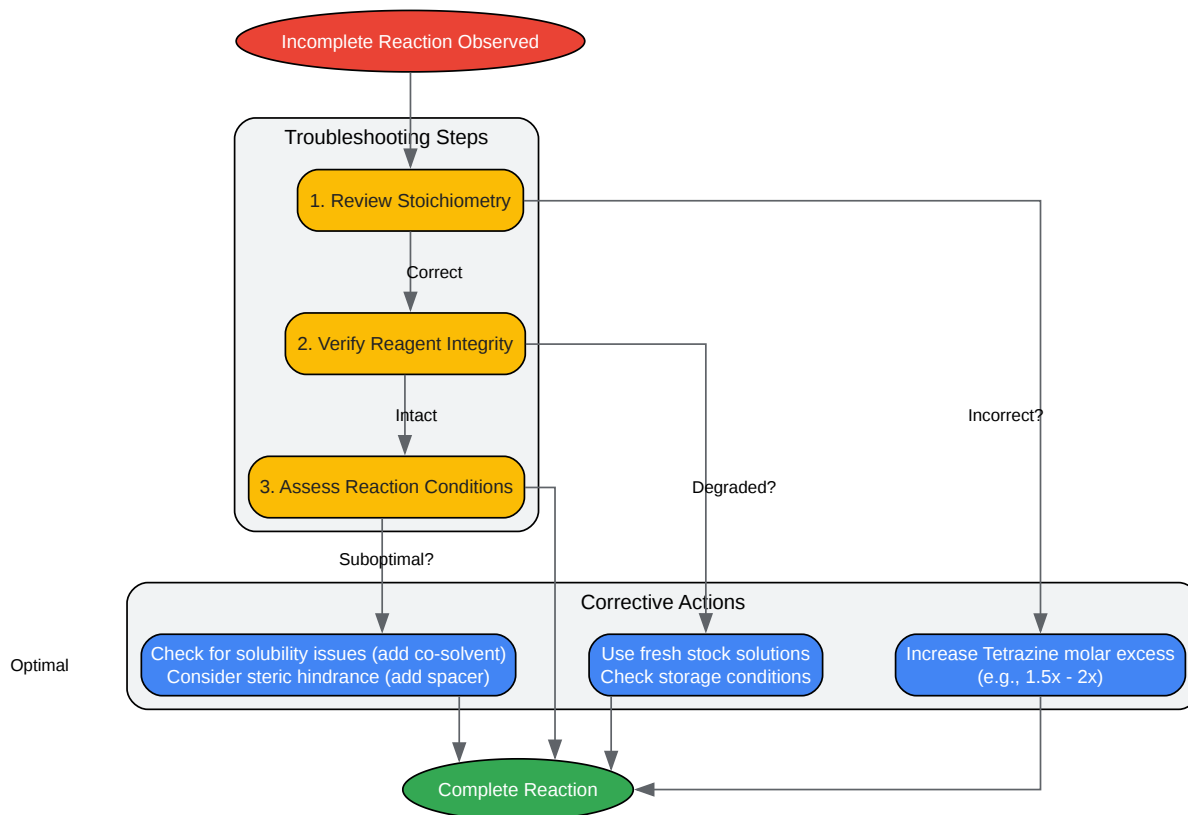 Incomplete Reaction Observed
Troubleshooting Steps
1. Review Stoichiometry
Correct
2. Verify Reagent Integrity
Intact
Incorrect?
3. Assess Reaction Conditions
Degraded?
Suboptimal?
Corrective Actions
Optimal
Check for solubility issues (add co-solvent)
Consider steric hindrance (add spacer)
Use fresh stock solutions
Check storage conditions
Increase Tetrazine molar excess
(e.g., 1.5x - 2x)
Complete Reaction